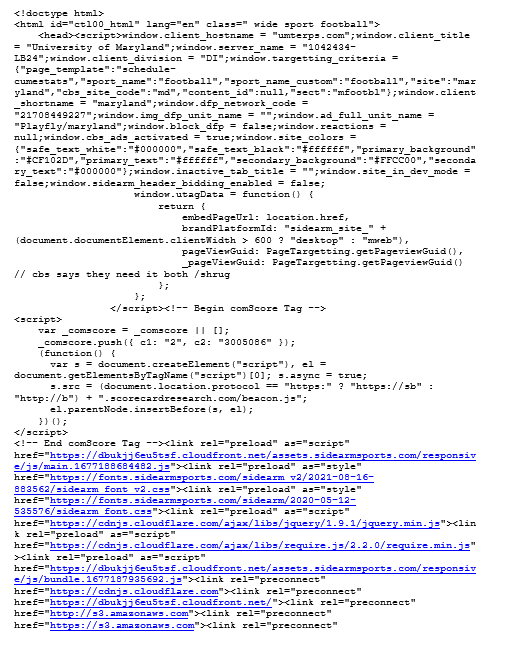 <!doctype html>
<html id="ctl00_html" lang="en" class=" wide sport football">
<head><script>window.client_hostname = "umterps.com";window.client_title
= "University of Maryland";window.server_name = "1042434-
LB24";window.client_division = "DI";window.targetting_criteria =
{"page_template":"schedule-
cumestats","sport_name":"football","sport_name_custom":"football","site":"mar
yland","cbs_site_code":"md","content_id":null,"sect":"mfootbl"};window.client
_shortname = "maryland";window.dfp_network_code =
"21708449227";window.img_dfp_unit_name = "";window.ad_full_unit_name =
"Playfly/maryland";window.block_dfp = false;window.reactions =
null;window.cbs_ads_activated = true;window.site_colors =
{"safe_text_white":"#000000","safe_text_black":"#ffffff","primary_background"
:"#CF102D","primary_text":"#ffffff","secondary_background":"#FFCC00","seconda
ry_text":"#000000"};window.inactive_tab_title = "";window.site_in_dev_mode =
false;window.sidearm_header_bidding_enabled = false;
window.utagData = function() {
return {
embedPageUrl: location.href,
brandPlatformId: "sidearm_site_" +
(document.documentElement.clientWidth > 600 ? "desktop" : "mweb"),
pageViewGuid: PageTargetting.getPageviewGuid(),
_pageViewGuid: PageTargetting.getPageviewGuid()
// cbs says they need it both /shrug
};
};
</script><!-- Begin comScore Tag -->
<script>
var _comscore = _comscore || [];
_comscore.push({ c1: "2", c2: "3005086" });
(function() {
var s = document.createElement("script"), el =
document.getElementsByTagName("script")[0]; s.async = true;
s.src = (document.location.protocol == "https:" ? "https://sb" :
"http://b") + ".scorecardresearch.com/beacon.js";
el.parentNode.insertBefore(s, el);
})();
</script>
<!-- End comScore Tag --><link rel="preload" as="script"
href="https://dbukjj6eu5tsf.cloudfront.net/assets.sidearmsports.com/responsiv
e/js/main.1677188684482.js"><link rel="preload" as="style"
href="https://fonts.sidearmsports.com/sidearm_v2/2021-08-16-
883562/sidearm_font_v2.css"><link rel="preload" as="style"
href="https://fonts.sidearmsports.com/sidearm/2020-05-12-
535576/sidearm_font.css"><link rel="preload" as="script"
href="https://cdnjs.cloudflare.com/ajax/libs/jquery/1.9.1/jquery.min.js"><lin
k rel="preload" as="script"
href="https://cdnjs.cloudflare.com/ajax/libs/require.js/2.2.0/require.min.js"
><link rel="preload" as="script"
href="https://dbukjj6eu5tsf.cloudfront.net/assets.sidearmsports.com/responsiv
e/js/bundle.1677187935692.js"><link rel="preconnect"
href="https://cdnjs.cloudflare.com"><link rel="preconnect"
href="https://dbukjj6eu5tsf.cloudfront.net/"><link rel="preconnect"
href="http://s3.amazonaws.com"><link rel="preconnect"
href="https://s3.amazonaws.com"><link rel="preconnect"